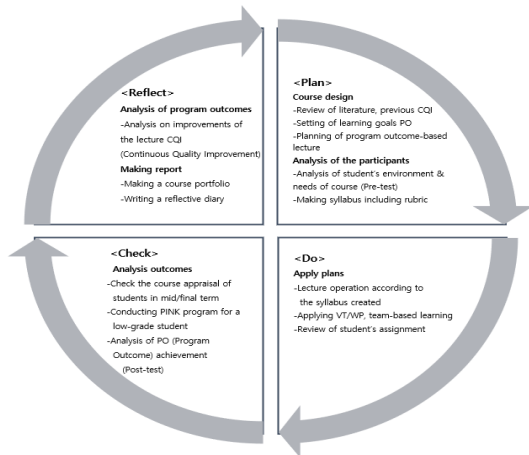 <Reflect>
Analysis of program outcomes
-Analysis on improvements of
the lecture CQI
(Continuous Quality Improvement)
Making report
-Making a course portfolio
-Writing a reflective diary
<Plan>
Course design
-Review of literature, previous CQI
-Setting of learning goals PO
-Planning of program outcome-based
lecture
Analysis of the participants
-Analysis of student's environment &
needs of course (Pre-test)
-Making syllabus including rubric
<Check>
Analysis outcomes
-Check the course appraisal of
students in mid/final term
-Conducting PINK program for a
low-grade student
-Analysis of PO (Program
Outcome) achievement
(Post-test)
<Do>
Apply plans
-Lecture operation according to
the syllabus created
-Applying VT/WP, team-based learning
-Review of student's assignment